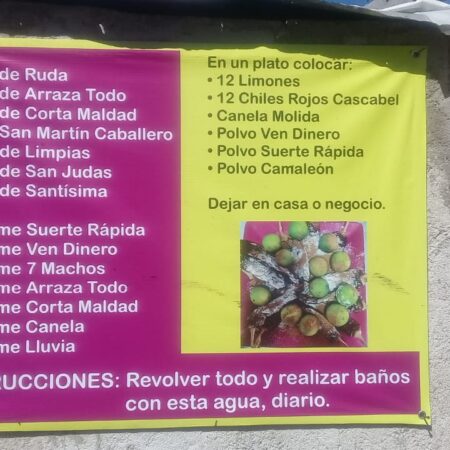 de Ruda
de Arraza Todo
de Corta Maldad
San Martín Caballero
de Limpias
de San Judas
de Santísima
me Suerte Rápida
me Ven Dinero
me 7 Machos
me Arraza Todo
me Corta Maldad
me Canela
me Lluvia
En un plato colocar:
• 12 Limones
• 12 Chiles Rojos Cascabel
• Canela Molida
• Polvo Ven Dinero
• Polvo Suerte Rápida
• Polvo Camaleón
Dejar en casa o negocio.
RUCCIONES: Revolver todo y realizar baños
con esta agua, diario.